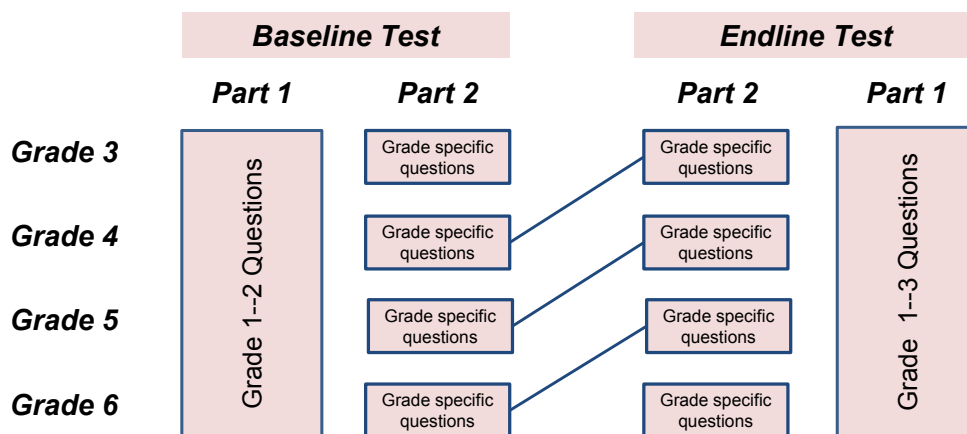 Baseline Test
Endline Test
Part 1
Part 2
Part 2
Part 1
Grade 3
Grade 4
Grade 5
Grade 6
Grade 1--2 Questions
Grade specific
questions
Grade specific
questions
Grade specific
questions
Grade specific
questions
Grade specific
questions
Grade specific
questions
Grade specific
questions
Grade specific
questions
Grade 1--3 Questions